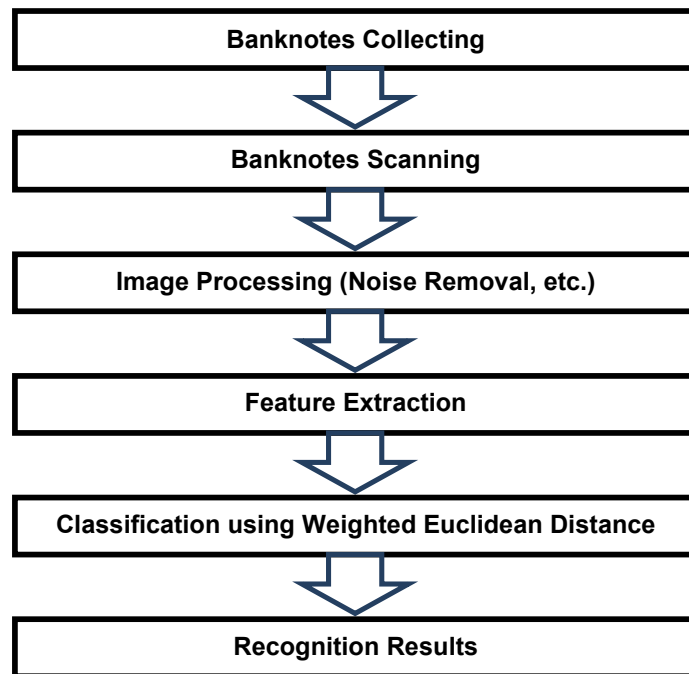 Banknotes Collecting
Banknotes Scanning
Image Processing (Noise Removal, etc.)
Feature Extraction
Classification using Weighted Euclidean Distance
Recognition Results